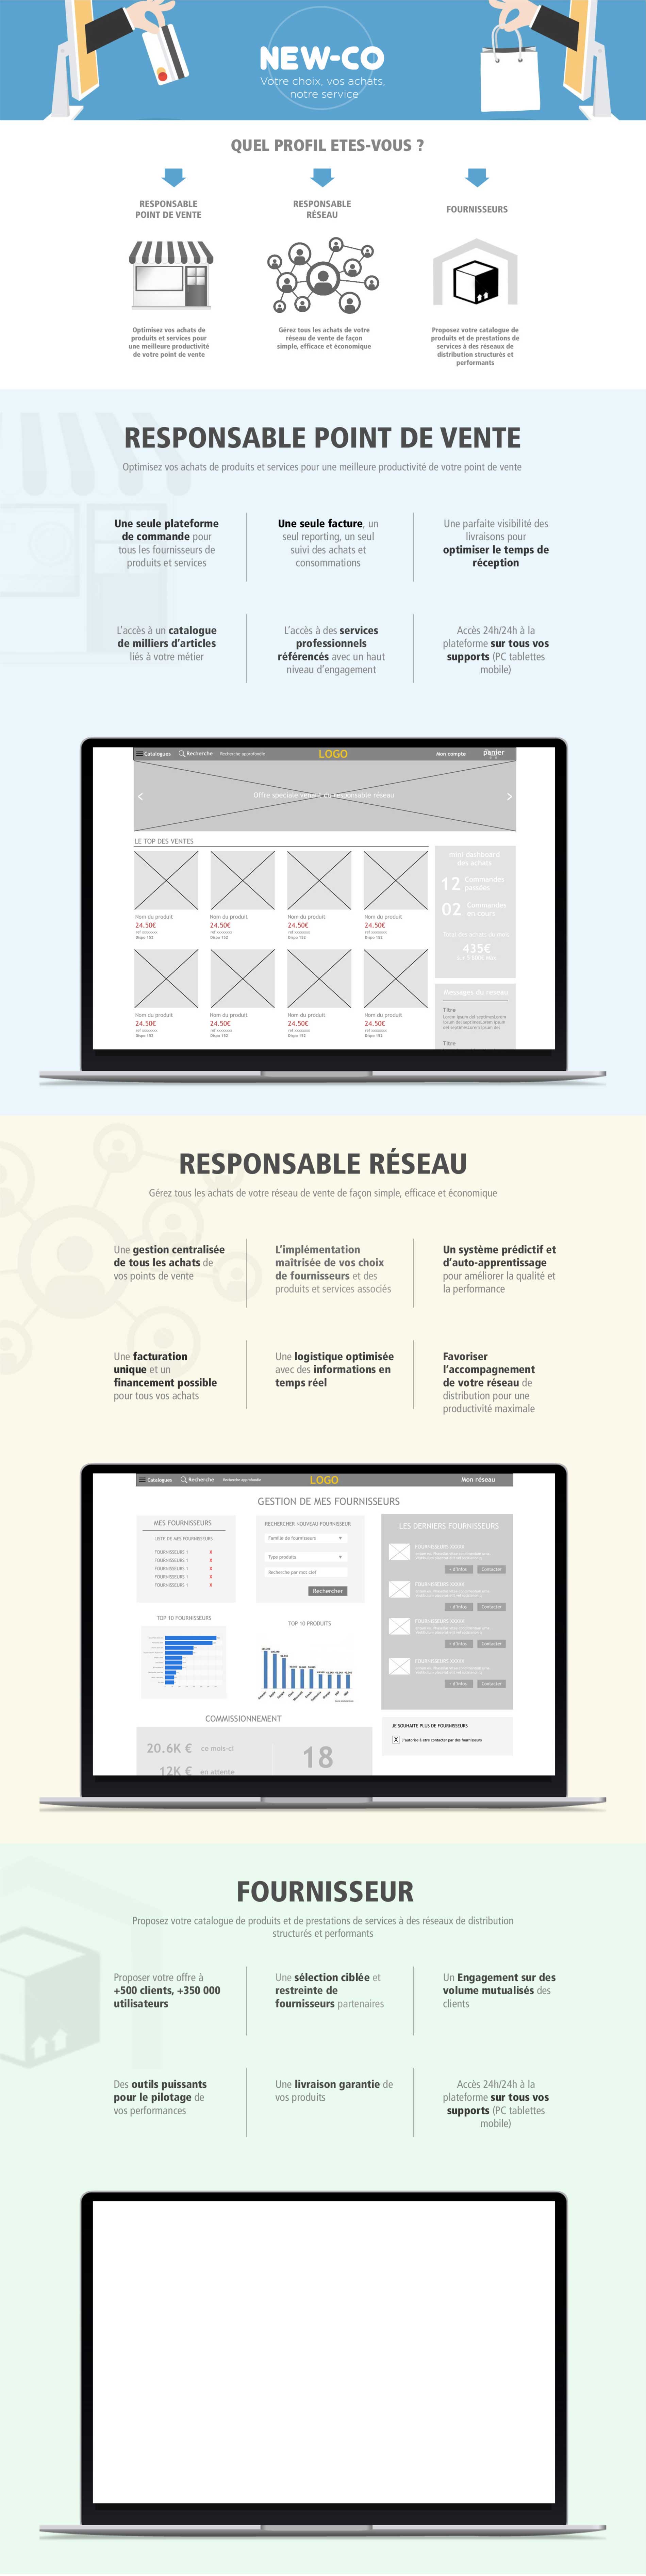 NEW-CO
Votre choix, vos achats,
notre service
QUEL PROFIL ETES-VOUS ?
RESPONSABLE
POINT DE VENTE
RESPONSABLE
RÉSEAU
FOURNISSEURS
Optimisez vos achats de
produits et services pour
une meilleure productivité
de votre point de vente
Gérez tous les achats de votre
réseau de vente de façon
simple, efficace et économique
Proposez votre catalogue de
produits et de prestations de
services à des réseaux de
distribution structurés et
performants
RESPONSABLE POINT DE VENTE
Optimisez vos achats de produits et services pour une meilleure productivité de votre point de vente
Une seule plateforme
de commande pour
tous les fournisseurs de
produits et services
Une seule facture, un
seul reporting, un seul
suivi des achats et
consommations
Une parfaite visibilité des
livraisons pour
optimiser le temps de
réception
L'accès à un catalogue
de milliers d'articles
liés à votre métier
L'accès à des services
professionnels
référencés avec un haut
niveau d'engagement
Accès 24h/24h à la
plateforme sur tous vos
supports (PC tablettes
mobile)
Catalogues Recherche Recherche approfondie LOGO Mon compte panier
Offre speciale venant du responsable réseau
LE TOP DES VENTES
Nom du produit Nom du produit Nom du produit Nom du produit
24.50€ 24.50€ 24.50€ 24.50€
Nom du produit Nom du produit Nom du produit Nom du produit
24.50€ 24.50€ 24.50€ 24.50€
mini dashboard
des achats
12 Commandes
passées
02 Commandes
en cours
435€
Messages du reseau
Titre
Titre
RESPONSABLE RÉSEAU
Gérez tous les achats de votre réseau de vente de façon simple, efficace et économique
Une gestion centralisée
de tous les achats de
vos points de vente
L'implémentation
maîtrisée de vos choix
de fournisseurs et des
produits et services associés
Un système prédictif et
d'auto-apprentissage
pour améliorer la qualité et
la performance
Une facturation
unique et un
financement possible
pour tous vos achats
Une logistique optimisée
avec des informations en
temps réel
Favoriser
l'accompagnement
de votre réseau de
distribution pour une
productivité maximale
Catalogues Recherche Recherche approfondie LOGO Mon réseau
GESTION DE MES FOURNISSEURS
MES FOURNISSEURS
LISTE DE MES FOURNISSEURS
FOURNISSEURS 1 X
FOURNISSEURS 1 X
FOURNISSEURS 1 X
FOURNISSEURS 1 X
FOURNISSEURS 1 X
RECHERCHER NOUVEAU FOURNISSEUR
Famille de fournisseurs
Type produits
Recherche par mot clef
Rechercher
LES DERNIERS FOURNISSEURS
FOURNISSEURS XXXXX
+ d'infos Contacter
FOURNISSEURS XXXXX
+ d'infos Contacter
FOURNISSEURS XXXXX
+ d'infos Contacter
FOURNISSEURS XXXXX
+ d'infos Contacter
TOP 10 FOURNISSEURS
TOP 10 PRODUITS
COMMISSIONNEMENT
20.6K € ce mois-ci
12K € en attente
18
JE SOUHAITE PLUS DE FOURNISSEURS
X J'autorise à etre contacter par des fournisseurs
FOURNISSEUR
Proposez votre catalogue de produits et de prestations de services à des réseaux de distribution
structurés et performants
Proposer votre offre à
+500 clients, +350 000
utilisateurs
Une sélection ciblée et
restreinte de
fournisseurs partenaires
Un Engagement sur des
volume mutualisés des
clients
Des outils puissants
pour le pilotage de
vos performances
Une livraison garantie de
vos produits
Accès 24h/24h à la
plateforme sur tous vos
supports (PC tablettes
mobile)